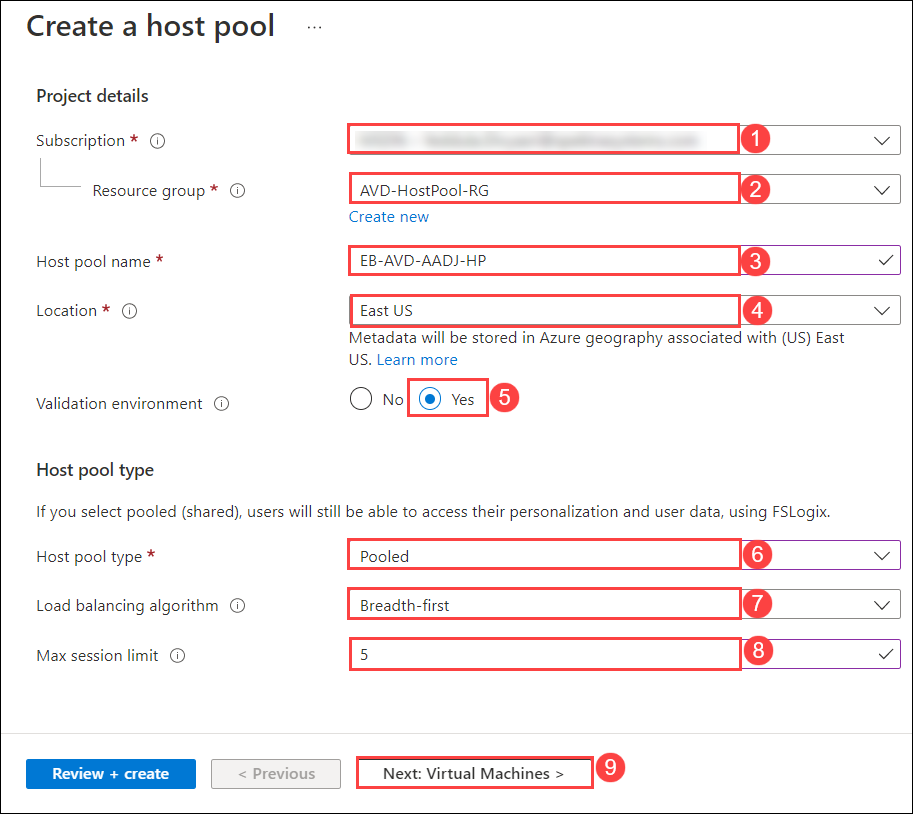 Create a host pool ...
Project details
Subscription *
1
Resource group *
AVD-HostPool-RG
2
Create new
Host pool name *
EB-AVD-AADJ-HP
3
Location *
East US
4
Metadata will be stored in Azure geography associated with (US) East
US. Learn more
Validation environment
No
Yes
5
Host pool type
If you select pooled (shared), users will still be able to access their personalization and user data, using FSLogix.
Host pool type *
Pooled
6
Load balancing algorithm
Breadth-first
7
Max session limit
5
8
Review + create
< Previous
Next: Virtual Machines >
9